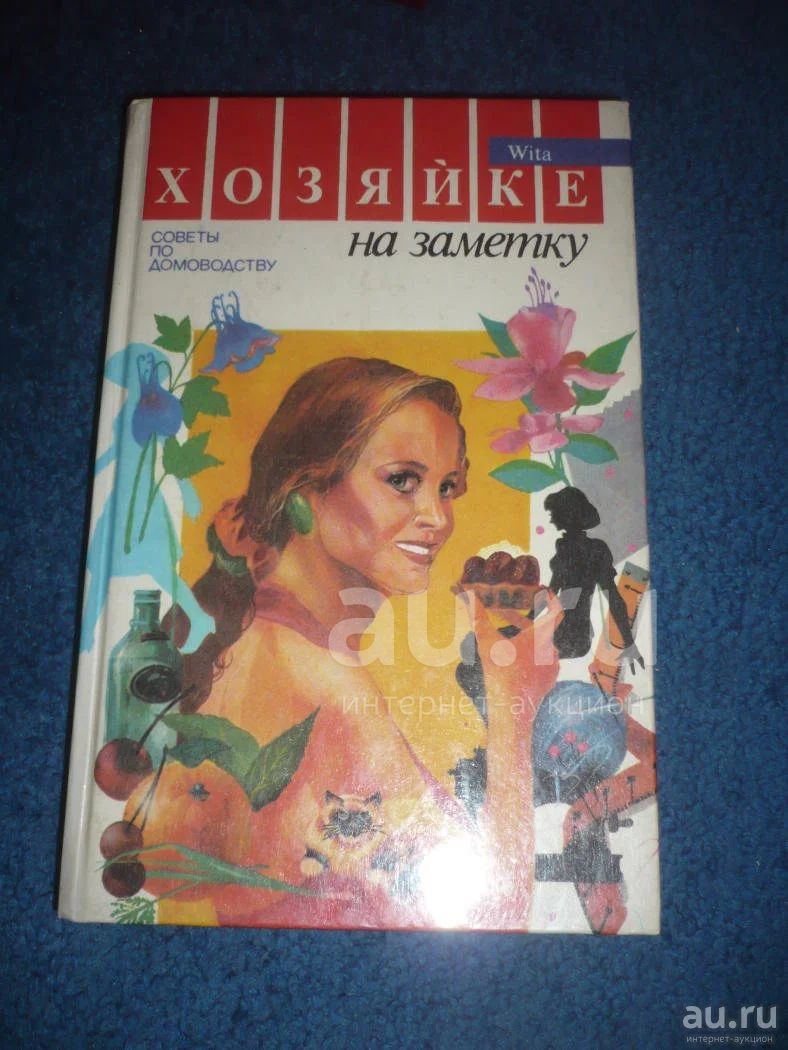 Wita
ХОЗЯЙКЕ
на заметку
СОВЕТЫ
ПО
ДОМОВОДСТВУ
au.ru
интернет-аукцион
au.ru
интернет-аукцион